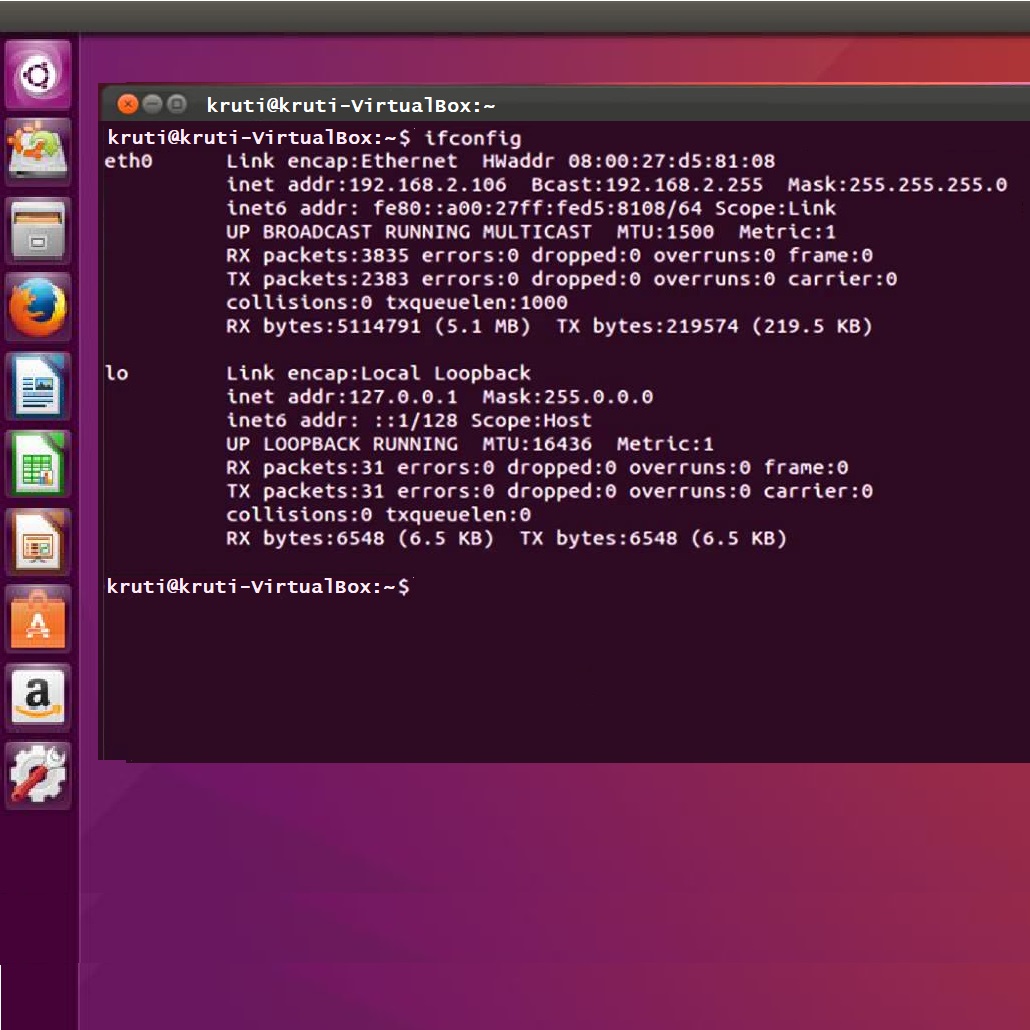 kruti@kruti-VirtualBox:~
kruti@kruti-VirtualBox:~$ ifconfig
eth0 Link encap:Ethernet HWaddr 08:00:27:d5:81:08
inet addr:192.168.2.106 Bcast:192.168.2.255 Mask:255.255.255.0
inet6 addr: fe80::a00:27ff:fed5:8108/64 Scope:Link
UP BROADCAST RUNNING MULTICAST MTU:1500 Metric:1
RX packets:3835 errors:0 dropped:0 overruns:0 frame:0
TX packets:2383 errors:0 dropped:0 overruns:0 carrier:0
collisions:0 txqueuelen:1000
RX bytes:5114791 (5.1 MB) TX bytes:219574 (219.5 KB)
lo Link encap:Local Loopback
inet addr:127.0.0.1 Mask:255.0.0.0
inet6 addr: ::1/128 Scope:Host
UP LOOPBACK RUNNING MTU:16436 Metric:1
RX packets:31 errors:0 dropped:0 overruns:0 frame:0
TX packets:31 errors:0 dropped:0 overruns:0 carrier:0
collisions:0 txqueuelen:0
RX bytes:6548 (6.5 KB) TX bytes:6548 (6.5 KB)
kruti@kruti-VirtualBox:~$
A
a